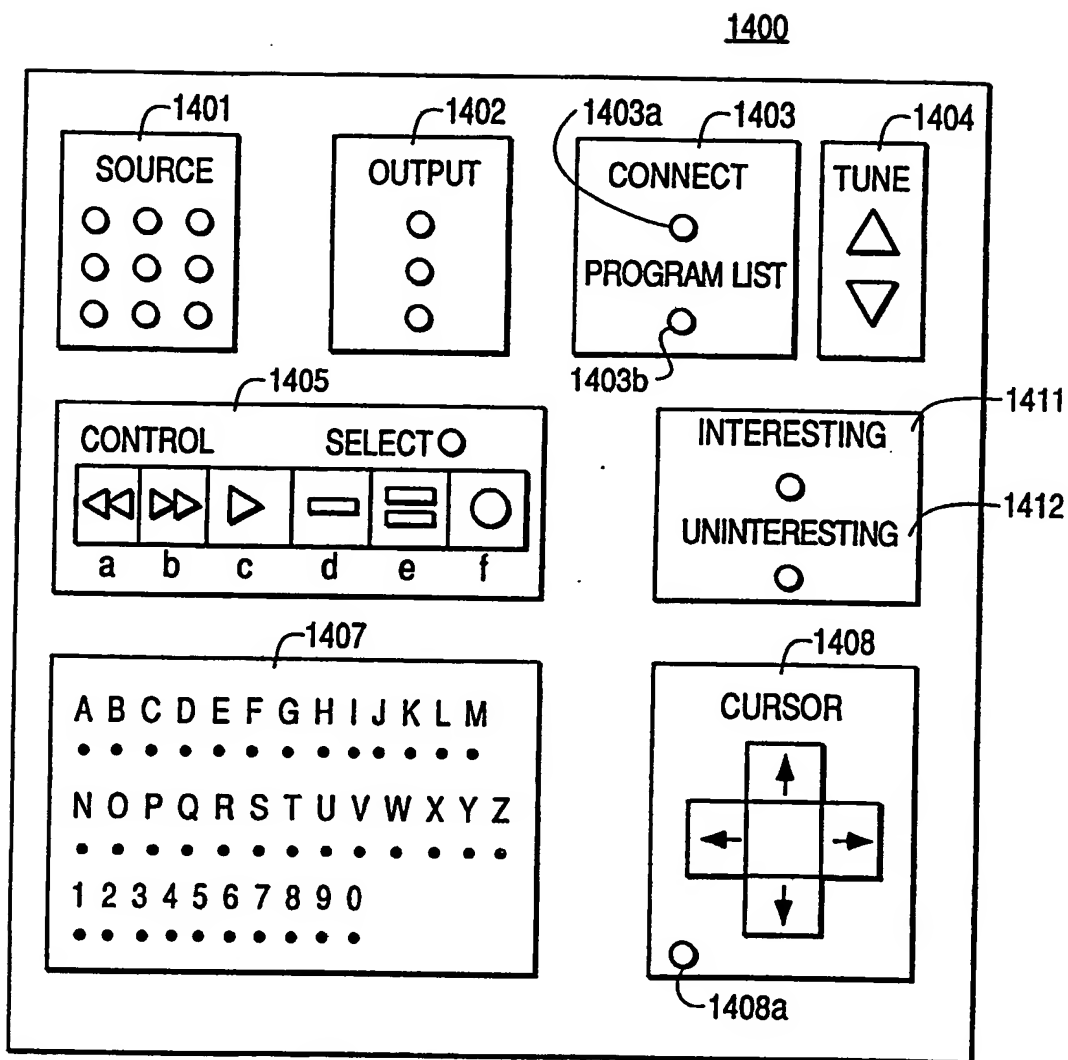 1400
1401
1402
1403a
1403
1404
SOURCE
OUTPUT
CONNECT
TUNE
PROGRAM LIST
1403b
1405
1411
CONTROL
SELECT
INTERESTING
1412
UNINTERESTING
a b c d e f
1407
1408
A B C D E F G H I J K L M
CURSOR
N O P Q R S T U V W X Y Z
1 2 3 4 5 6 7 8 9 0
1408a